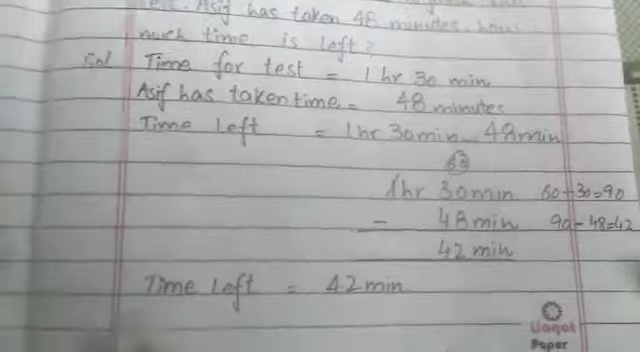 test. Asif has taken 48 minutes. how
much time is left?
Sol Time for test = 1 hr 30 min
Asif has taken time = 48 minutes
Time Left = 1hr 30min - 48min
60
1hr 30min 60+30=90
- 48min 90-48=42
42 min
Time Left = 42 min
Liaqat
Paper